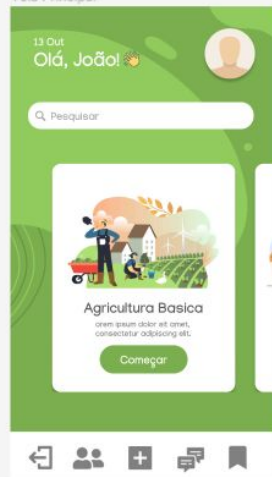 13 Out
Olá, João!👋
Pesquisar
Agricultura Basica
orem ipsum dolor sit amet,
consectetur adipiscing elit.
Começar